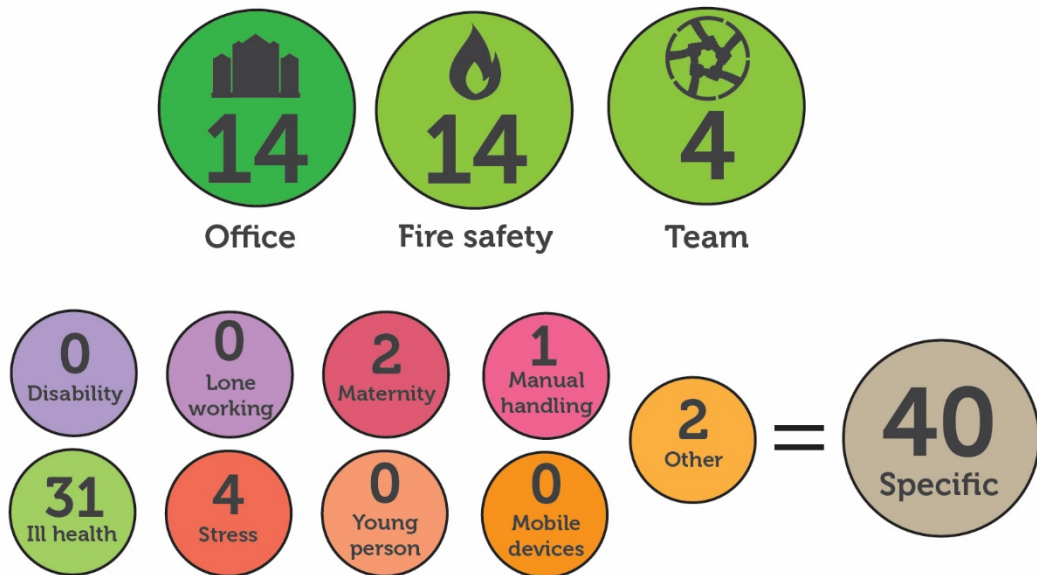 14
14
4
Office
Fire safety
Team
0
Disability
0
Lone
working
2
Maternity
1
Manual
handling
2
Other
=
40
Specific
31
Ill health
4
Stress
0
Young
person
0
Mobile
devices